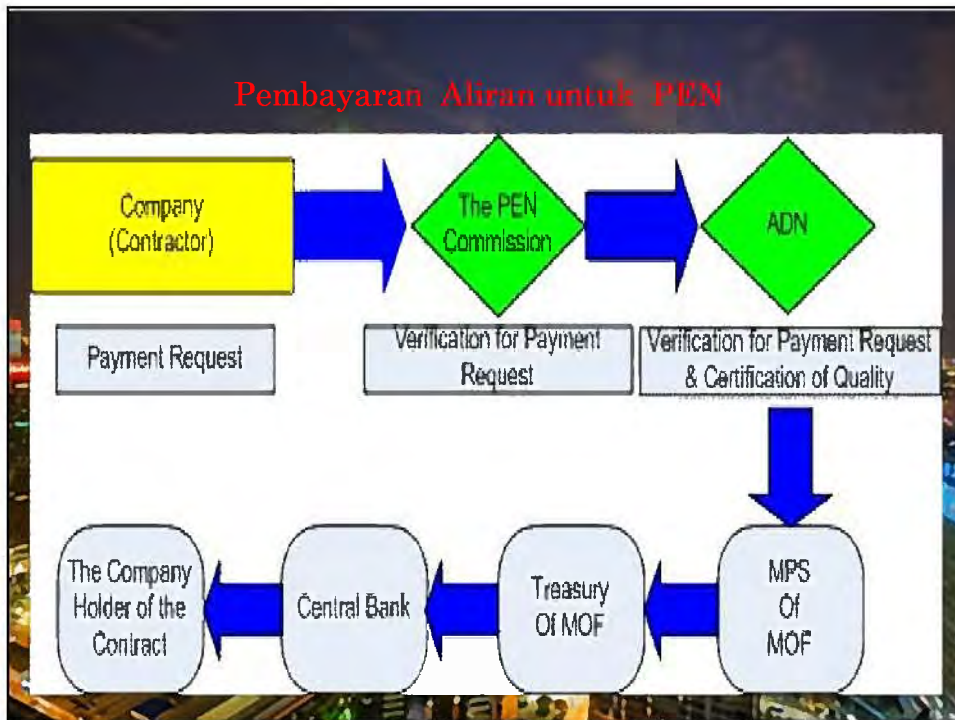 Pembayaran Aliran untuk PEN
Company
(Contractor)
The PEN
Commission
ADN
Payment Request
Verification for Payment
Request
Verification for Payment Request
& Certification of Quality
The Company
Holder of the
Contract
Central Bank
Treasury
Of MOF
MPS
Of
MOF